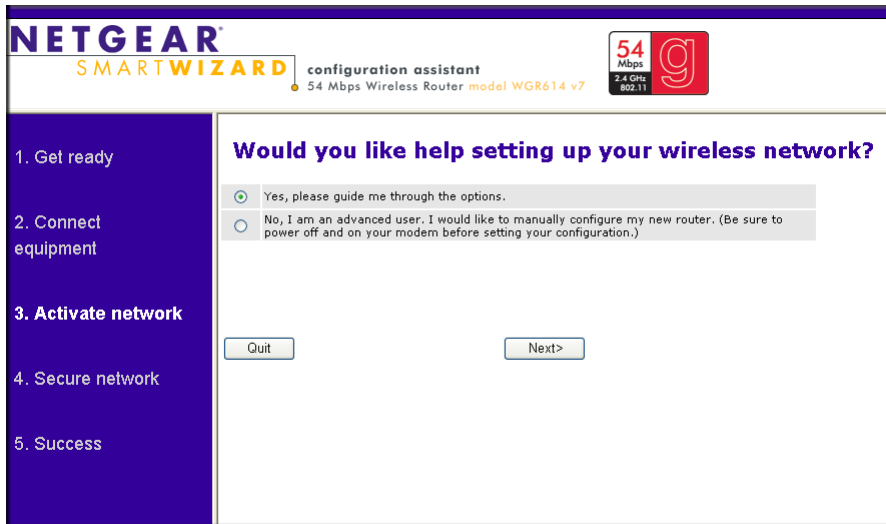 NETGEAR
SMARTWIZARD
configuration assistant
54 Mbps Wireless Router model WGR614 v7
54
Mbps
2.4 GHz
802.11
g
1. Get ready
2. Connect
equipment
3. Activate network
4. Secure network
5. Success
Would you like help setting up your wireless network?
Yes, please guide me through the options.
No, I am an advanced user. I would like to manually configure my new router. (Be sure to
power off and on your modem before setting your configuration.)
Quit
Next>